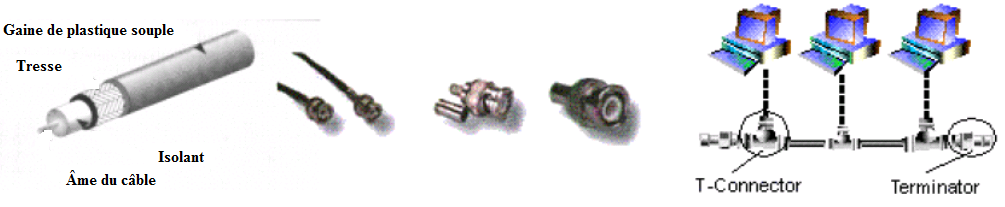 Gaine de plastique souple
Tresse
Isolant
Âme du câble
T-Connector
Terminator